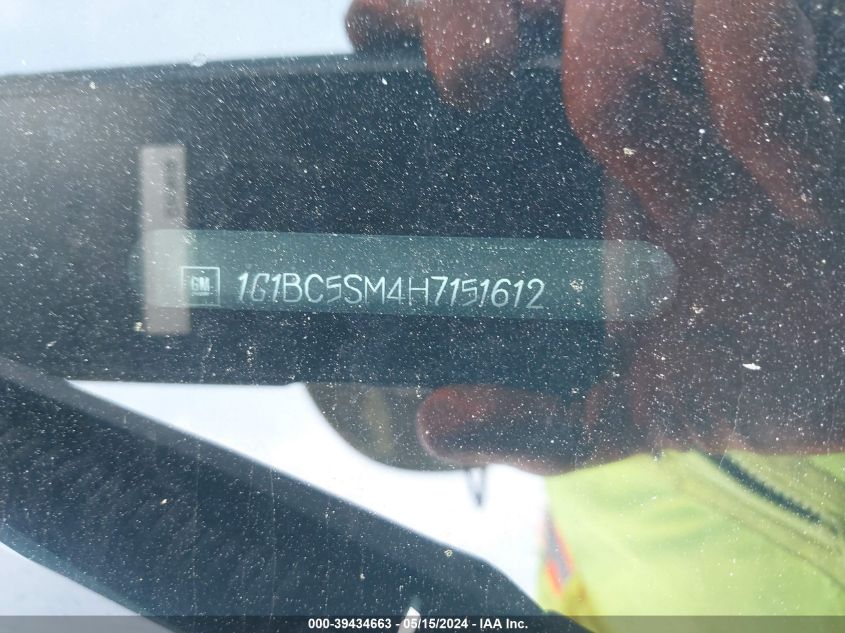 GM 1G1BC5SM4H7151612
000-39434663 - 05/15/2024 - IAA Inc.